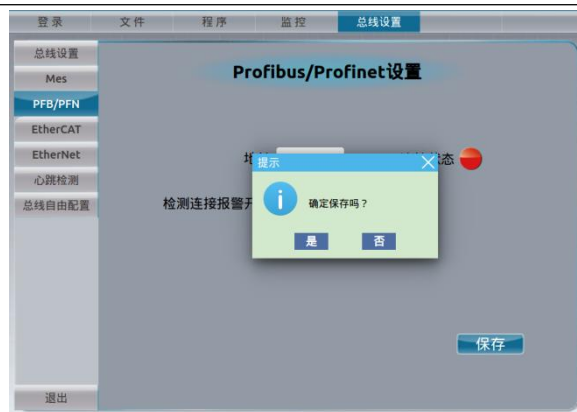 登录 文件 程序 监控 总线设置
总线设置
Mes
PFB/PFN
EtherCAT
EtherNet
心跳检测
总线自由配置
退出
Profibus/Profinet设置
态
检测连接报警
提示
确定保存吗？
是 否
保存